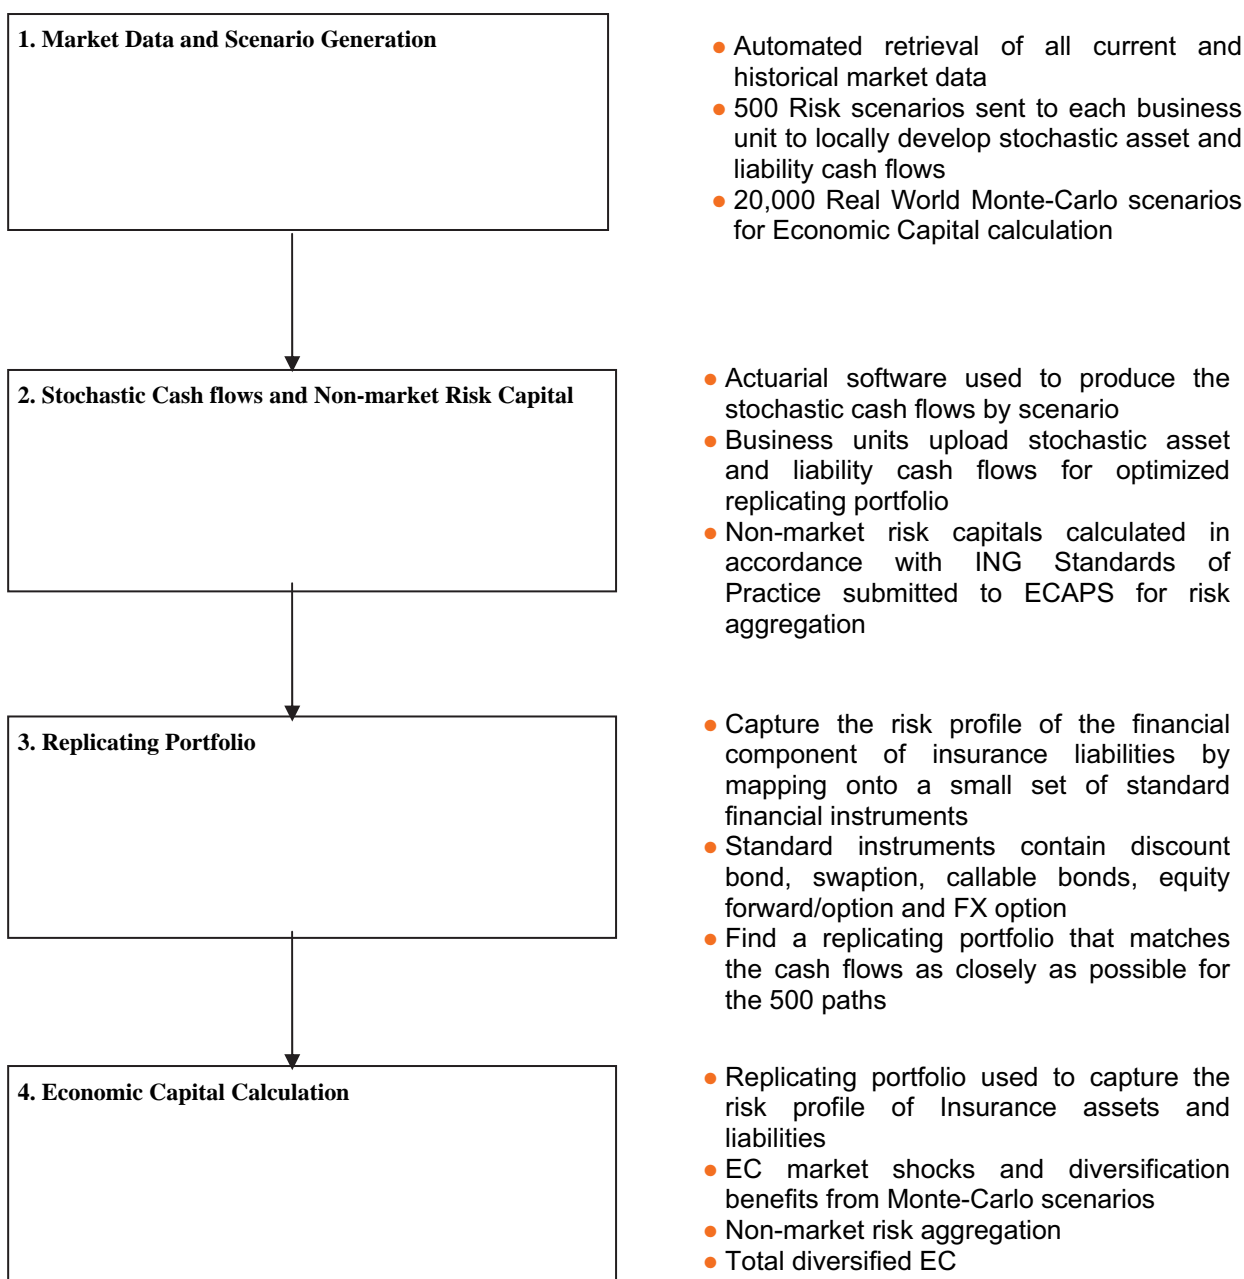 1. Market Data and Scenario Generation
● Automated retrieval of all current and
historical market data
● 500 Risk scenarios sent to each business
unit to locally develop stochastic asset and
liability cash flows
● 20,000 Real World Monte-Carlo scenarios
for Economic Capital calculation
2. Stochastic Cash flows and Non-market Risk Capital
● Actuarial software used to produce the
stochastic cash flows by scenario
● Business units upload stochastic asset
and liability cash flows for optimized
replicating portfolio
● Non-market risk capitals calculated in
accordance with ING Standards of
Practice submitted to ECAPS for risk
aggregation
3. Replicating Portfolio
● Capture the risk profile of the financial
component of insurance liabilities by
mapping onto a small set of standard
financial instruments
● Standard instruments contain discount
bond, swaption, callable bonds, equity
forward/option and FX option
● Find a replicating portfolio that matches
the cash flows as closely as possible for
the 500 paths
4. Economic Capital Calculation
● Replicating portfolio used to capture the
risk profile of Insurance assets and
liabilities
● EC market shocks and diversification
benefits from Monte-Carlo scenarios
● Non-market risk aggregation
● Total diversified EC